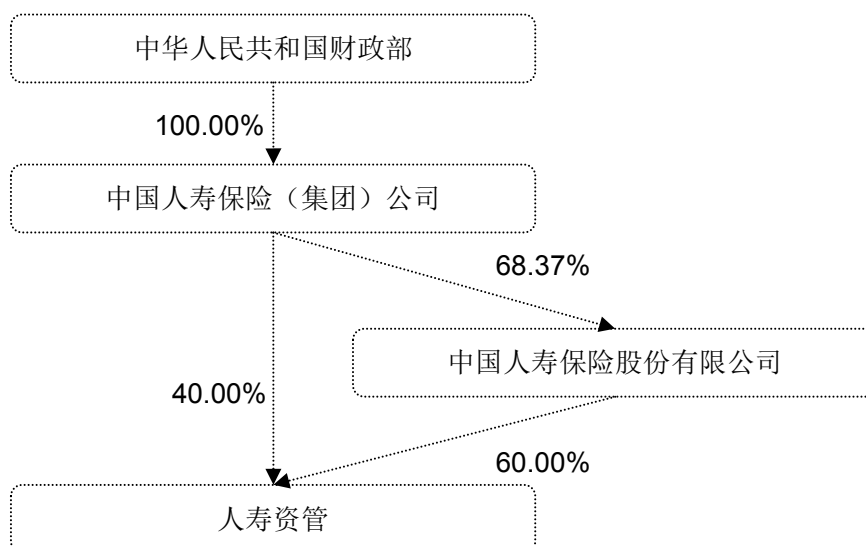 中华人民共和国财政部
100.00%
中国人寿保险（集团）公司
68.37%
中国人寿保险股份有限公司
40.00%
60.00%
人寿资管